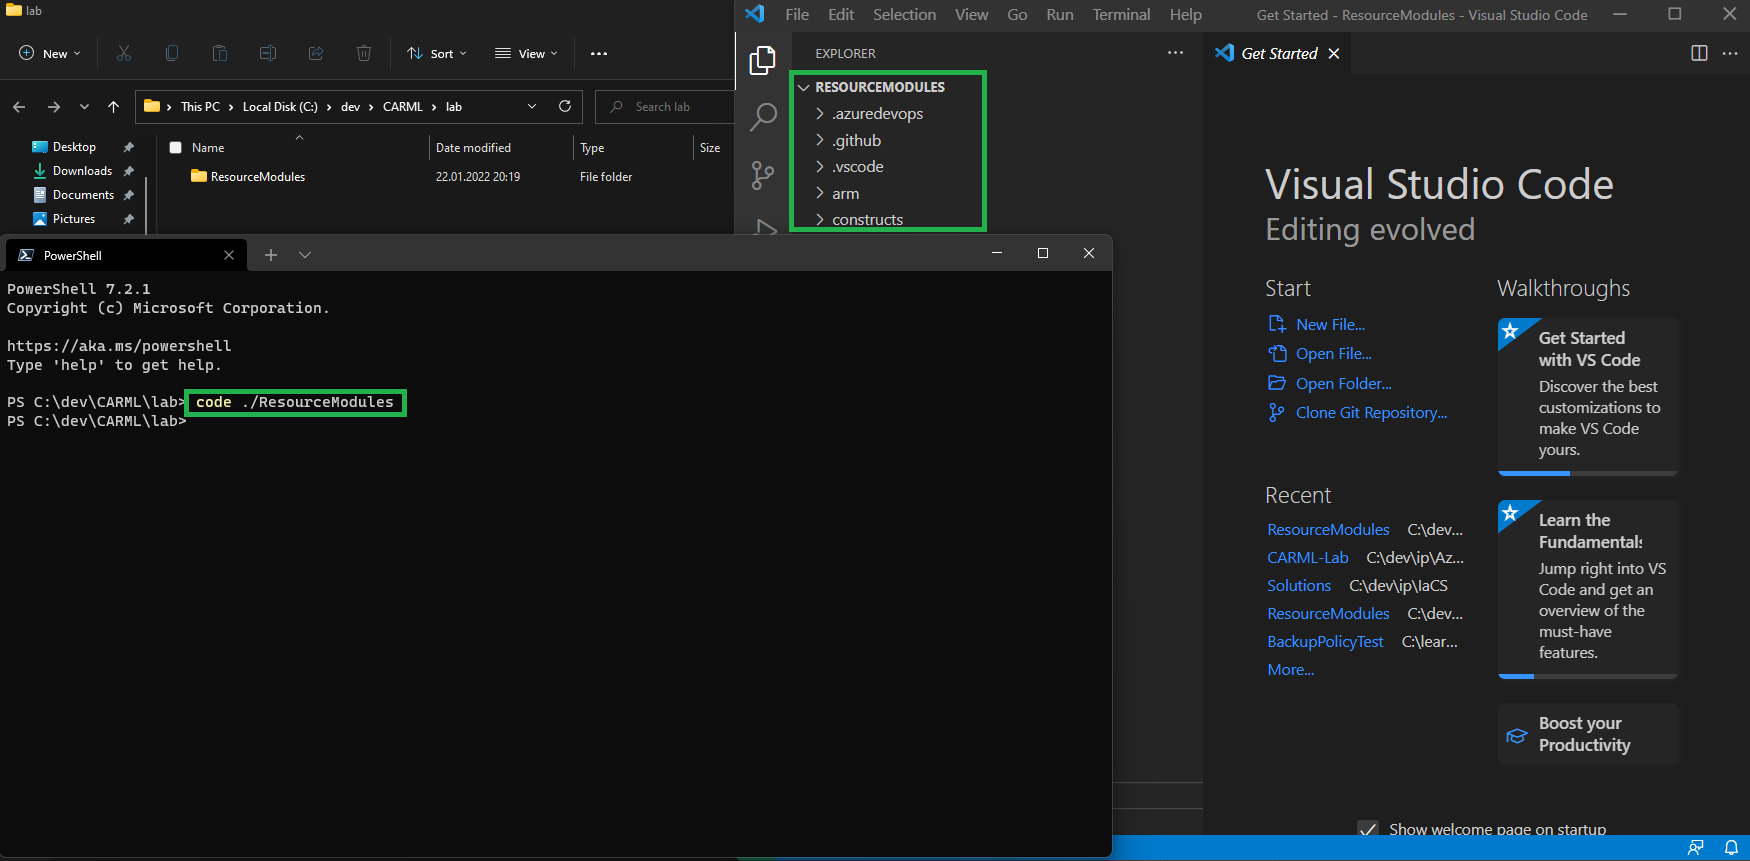 lab
New
Sort
View
This PC > Local Disk (C:) > dev > CARML > lab
Search lab
Desktop
Downloads
Documents
Pictures
Name Date modified Type Size
ResourceModules 22.01.2022 20:19 File folder
File Edit Selection View Go Run Terminal Help
Get Started - ResourceModules - Visual Studio Code
EXPLORER
RESOURCEMODULES
.azuredevops
.github
.vscode
arm
constructs
Get Started
Visual Studio Code
Editing evolved
Start
New File...
Open File...
Open Folder...
Clone Git Repository...
Recent
ResourceModules C:\dev...
CARML-Lab C:\dev\ip\Az...
Solutions C:\dev\ip\IaCS
ResourceModules C:\dev...
BackupPolicyTest C:\lear...
More...
Walkthroughs
Get Started
with VS Code
Discover the best
customizations to
make VS Code
yours.
Learn the
Fundamentals
Jump right into VS
Code and get an
overview of the
must-have
features.
Boost your
Productivity
Show welcome page on startup
PowerShell
PowerShell 7.2.1
Copyright (c) Microsoft Corporation.
https://aka.ms/powershell
Type 'help' to get help.
PS C:\dev\CARML\lab> code ./ResourceModules
PS C:\dev\CARML\lab>